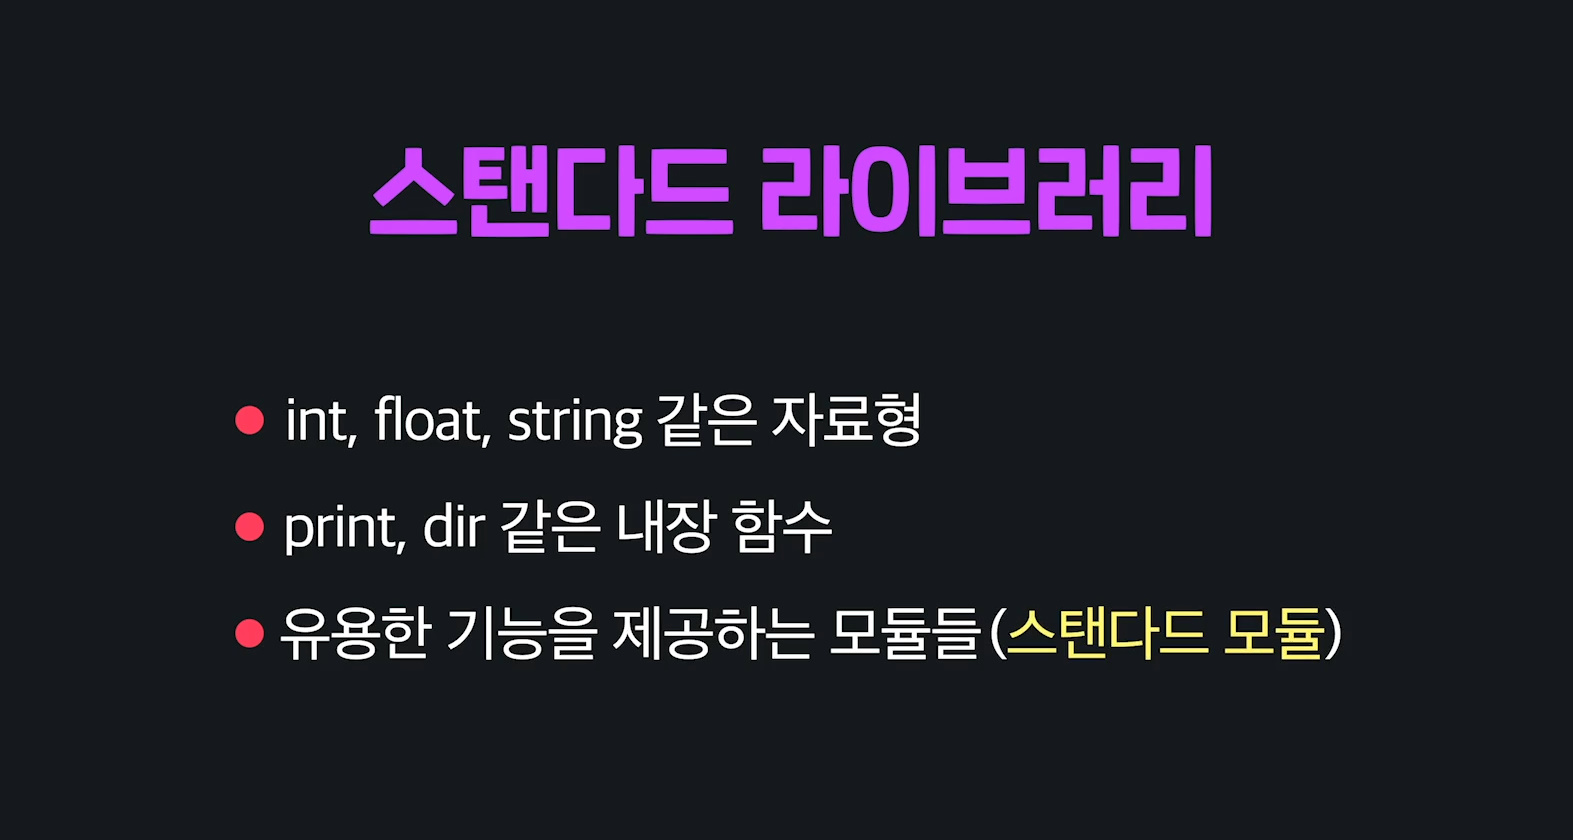 스탠다드 라이브러리
int, float, string 같은 자료형
print, dir 같은 내장 함수
유용한 기능을 제공하는 모듈들(스탠다드 모듈)